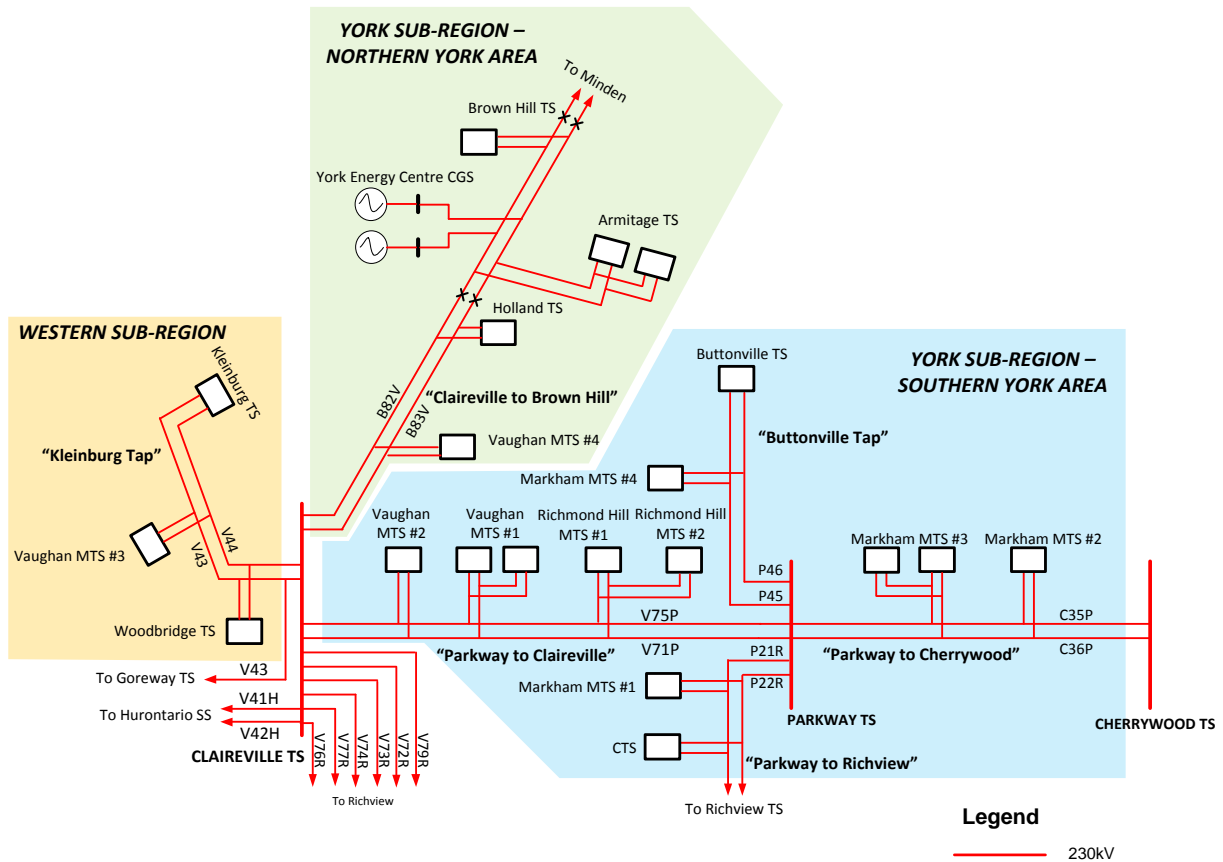 YORK SUB-REGION –
NORTHERN YORK AREA
To Minden
Brown Hill TS
York Energy Centre CGS
Armitage TS
Holland TS
B82V
B83V
"Claireville to Brown Hill"
Vaughan MTS #4
WESTERN SUB-REGION
Kleinburg TS
"Kleinburg Tap"
Vaughan MTS #3
V44
V43
Woodbridge TS
YORK SUB-REGION –
SOUTHERN YORK AREA
Buttonville TS
"Buttonville Tap"
Markham MTS #4
Vaughan
MTS #2
Vaughan
MTS #1
Richmond Hill
MTS #1
Richmond Hill
MTS #2
P46
P45
Markham MTS #3
Markham MTS #2
V75P
V71P
C35P
C36P
"Parkway to Claireville"
"Parkway to Cherrywood"
P21R
P22R
Markham MTS #1
CTS
"Parkway to Richview"
To Richview TS
PARKWAY TS
CHERRYWOOD TS
To Goreway TS
V43
To Hurontario SS
V41H
V42H
CLAIREVILLE TS
V76R
V77R
V74R
V73R
V72R
V79R
To Richview
Legend
230kV